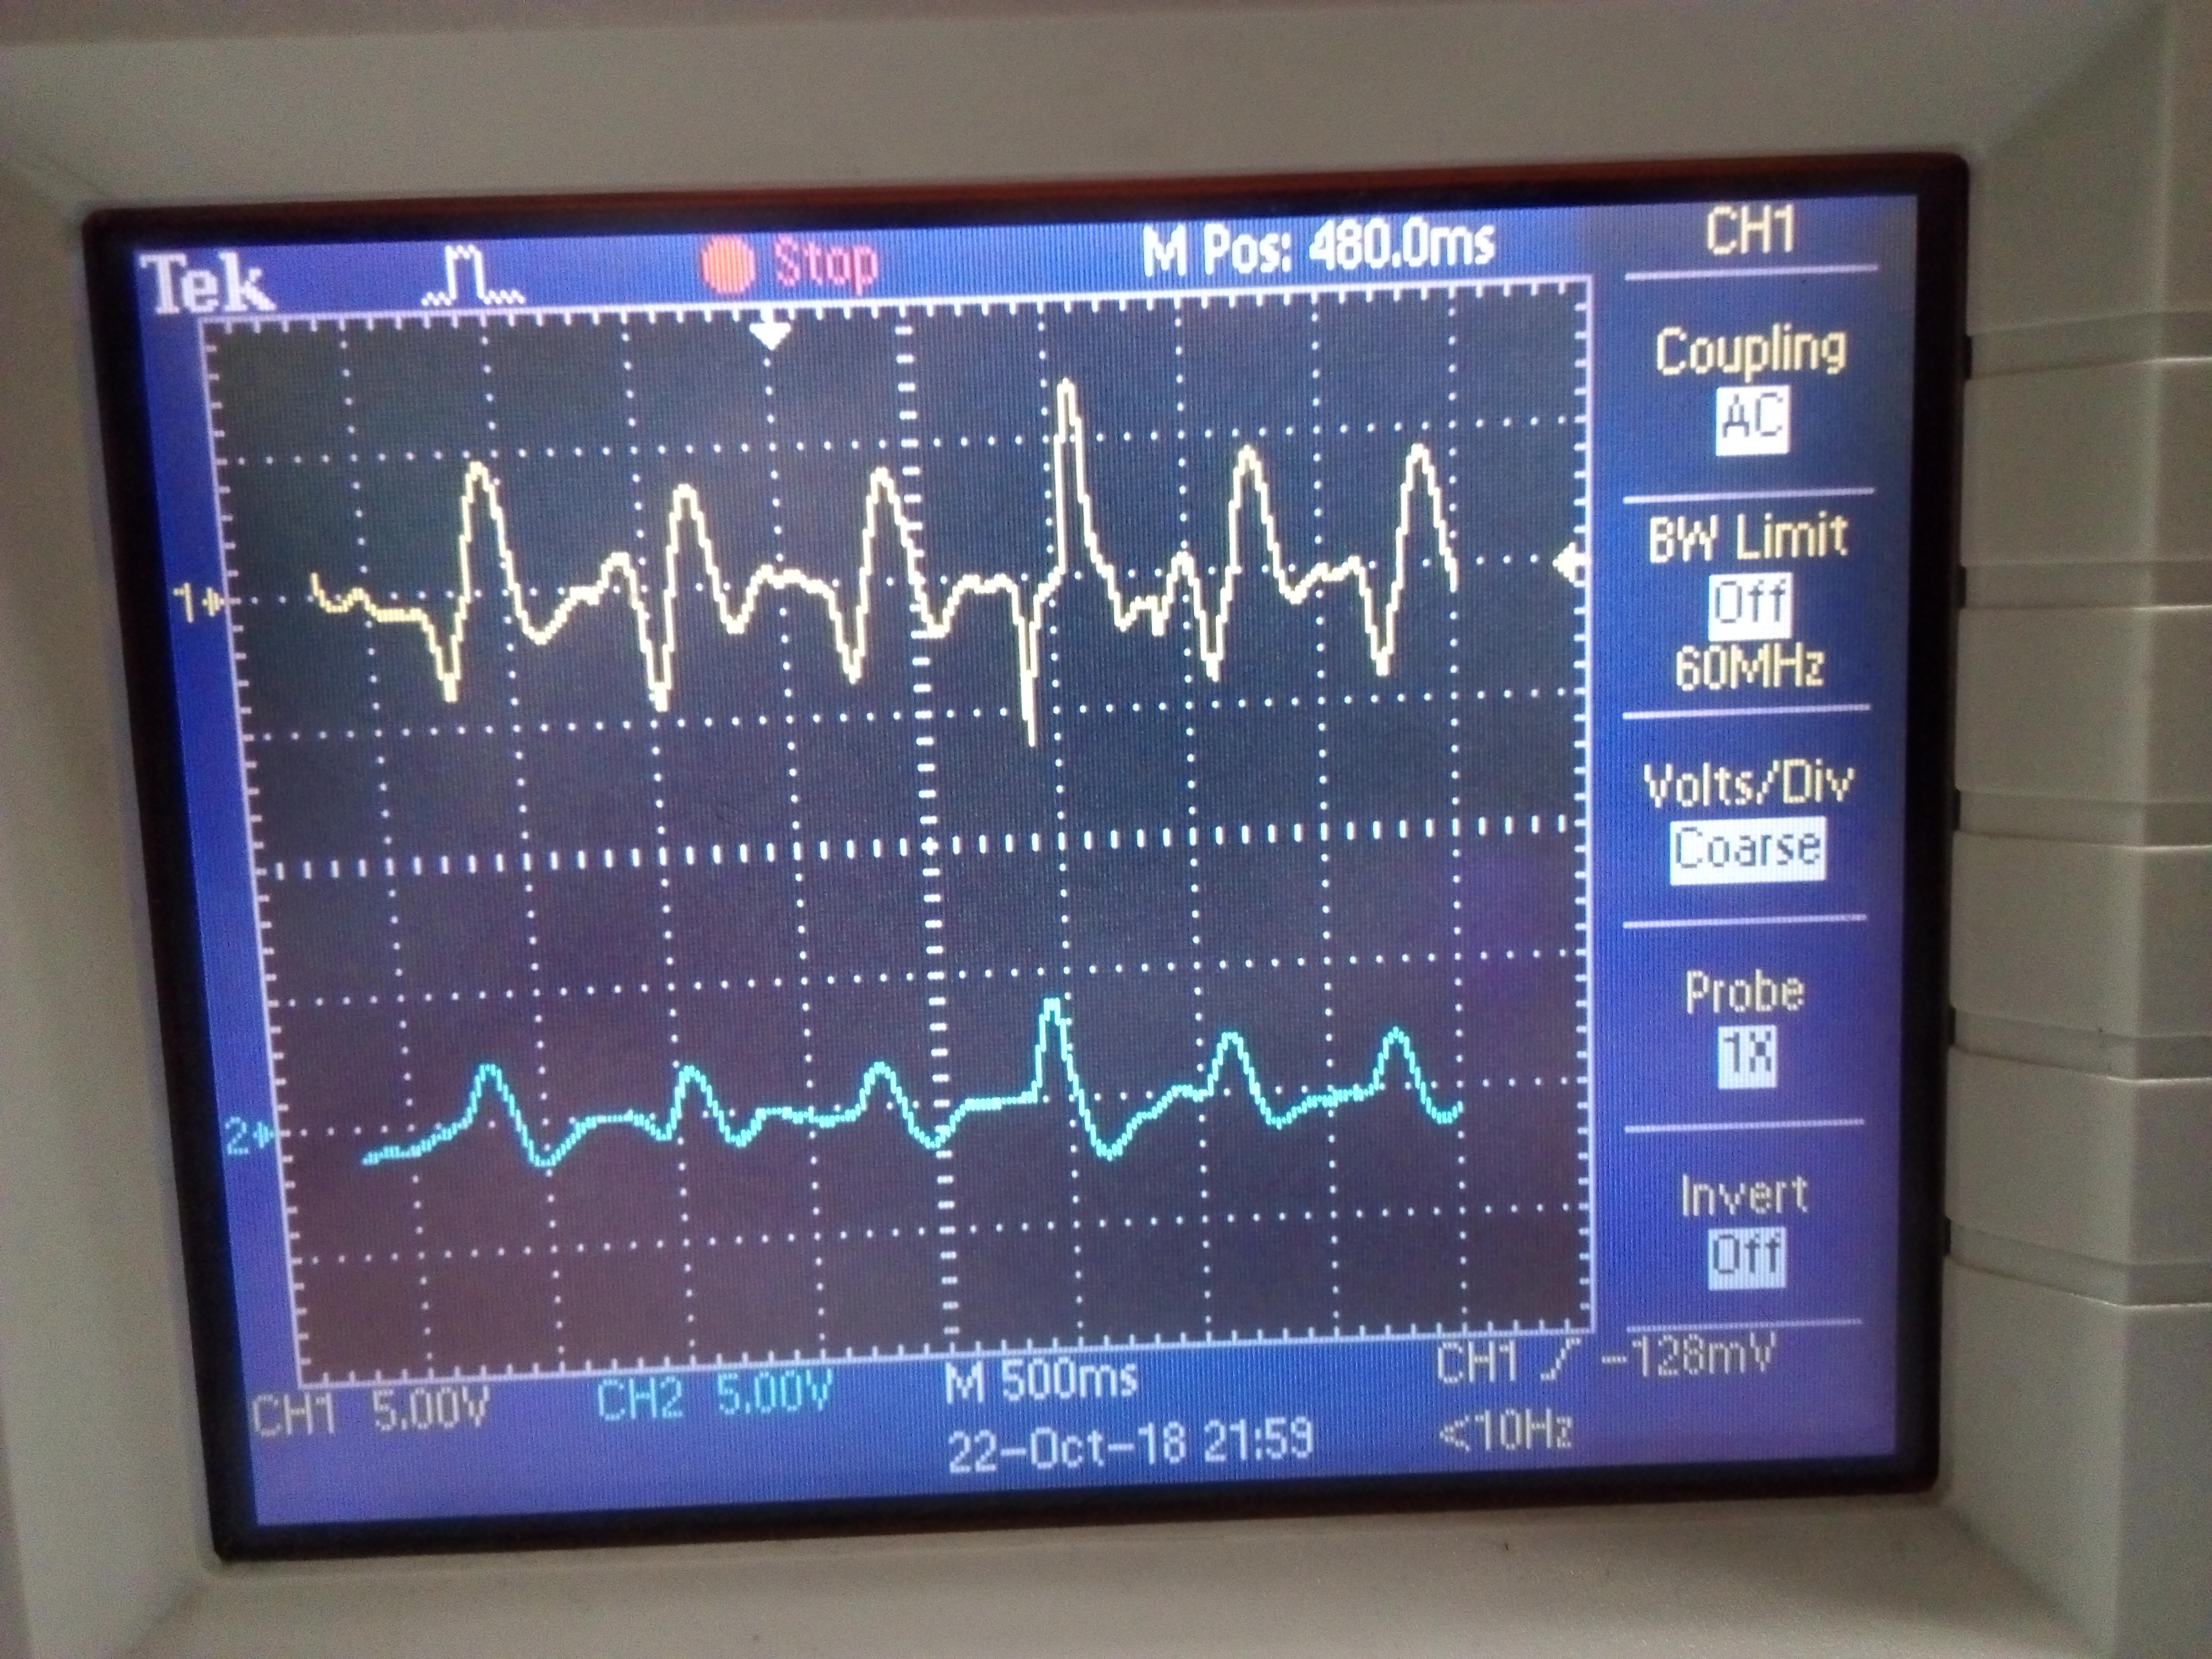 Tek Stop M Pos: 480.0ms CH1
Coupling
AC
BW Limit
Off
60MHz
1
Volts/Div
Coarse
Probe
1X
2
Invert
Off
CH1 5.00V CH2 5.00V M 500ms CH1 -128mV
22-Oct-18 21:59 <10Hz